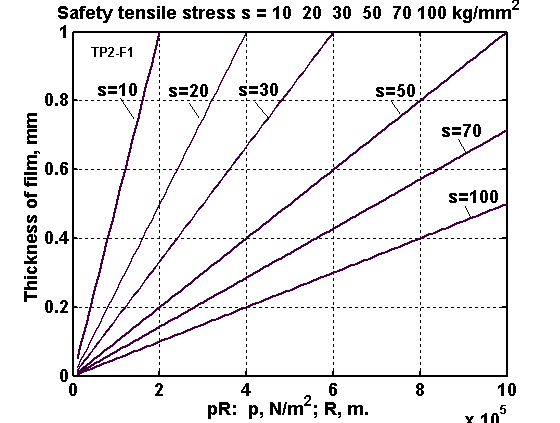 Safety tensile stress s = 10 20 30 50 70 100 kg/mm²
1
TP2-F1
s=10
s=20
s=30
s=50
0.8
s=70
0.6
s=100
0.4
0.2
0
Thickness of film, mm
0 2 4 6 8 10
pR: p, N/m²; R, m.
x 10⁵